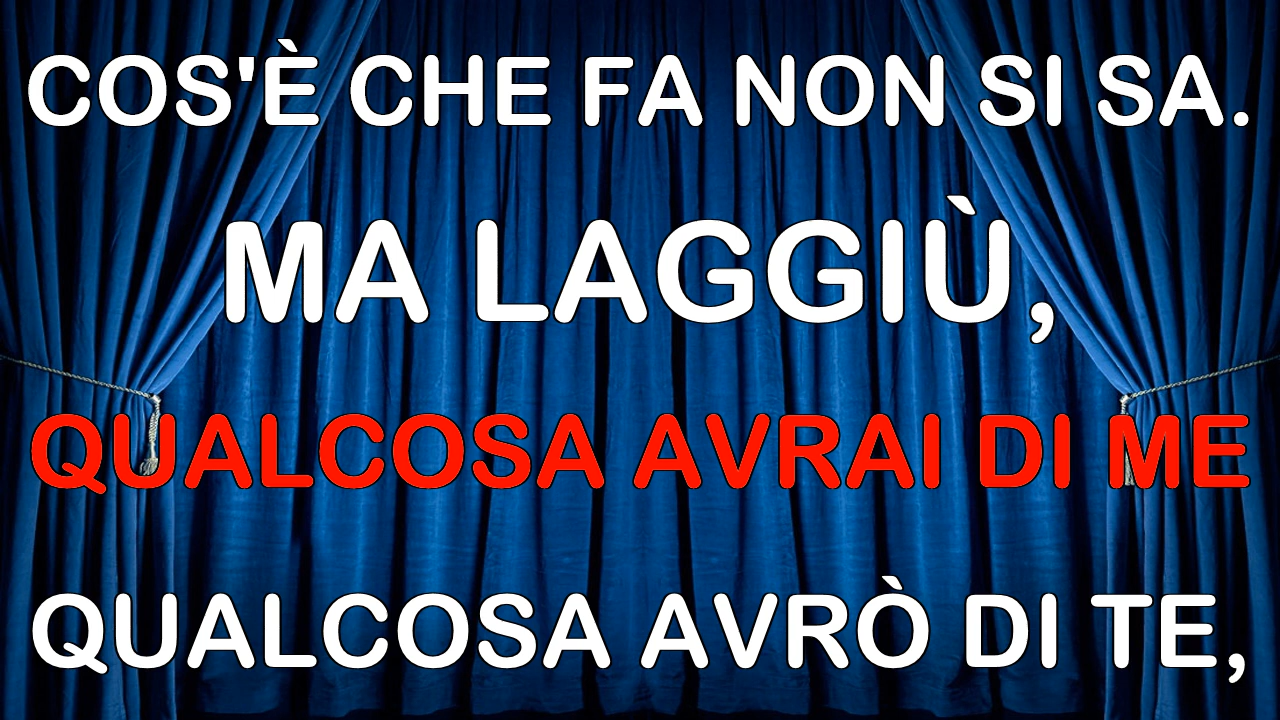 COS'È CHE FA NON SI SA.
MA LAGGIÙ,
QUALCOSA AVRAI DI ME
QUALCOSA AVRÒ DI TE,